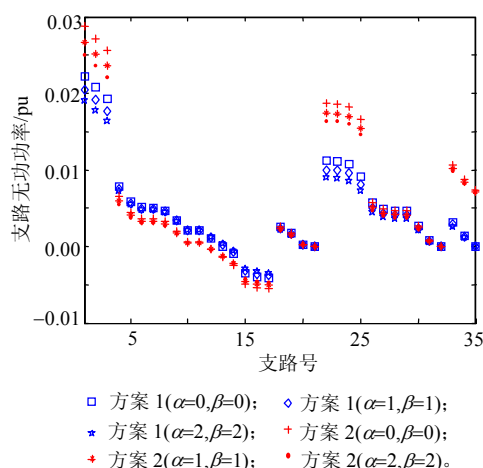 0.03
0.02
0.01
0.00
−0.01
支路无功功率/pu
5 15 25 35
支路号
方案 1(α=0,β=0); 方案 1(α=1,β=1);
方案 1(α=2,β=2); 方案 2(α=0,β=0);
方案 2(α=1,β=1); 方案 2(α=2,β=2)。